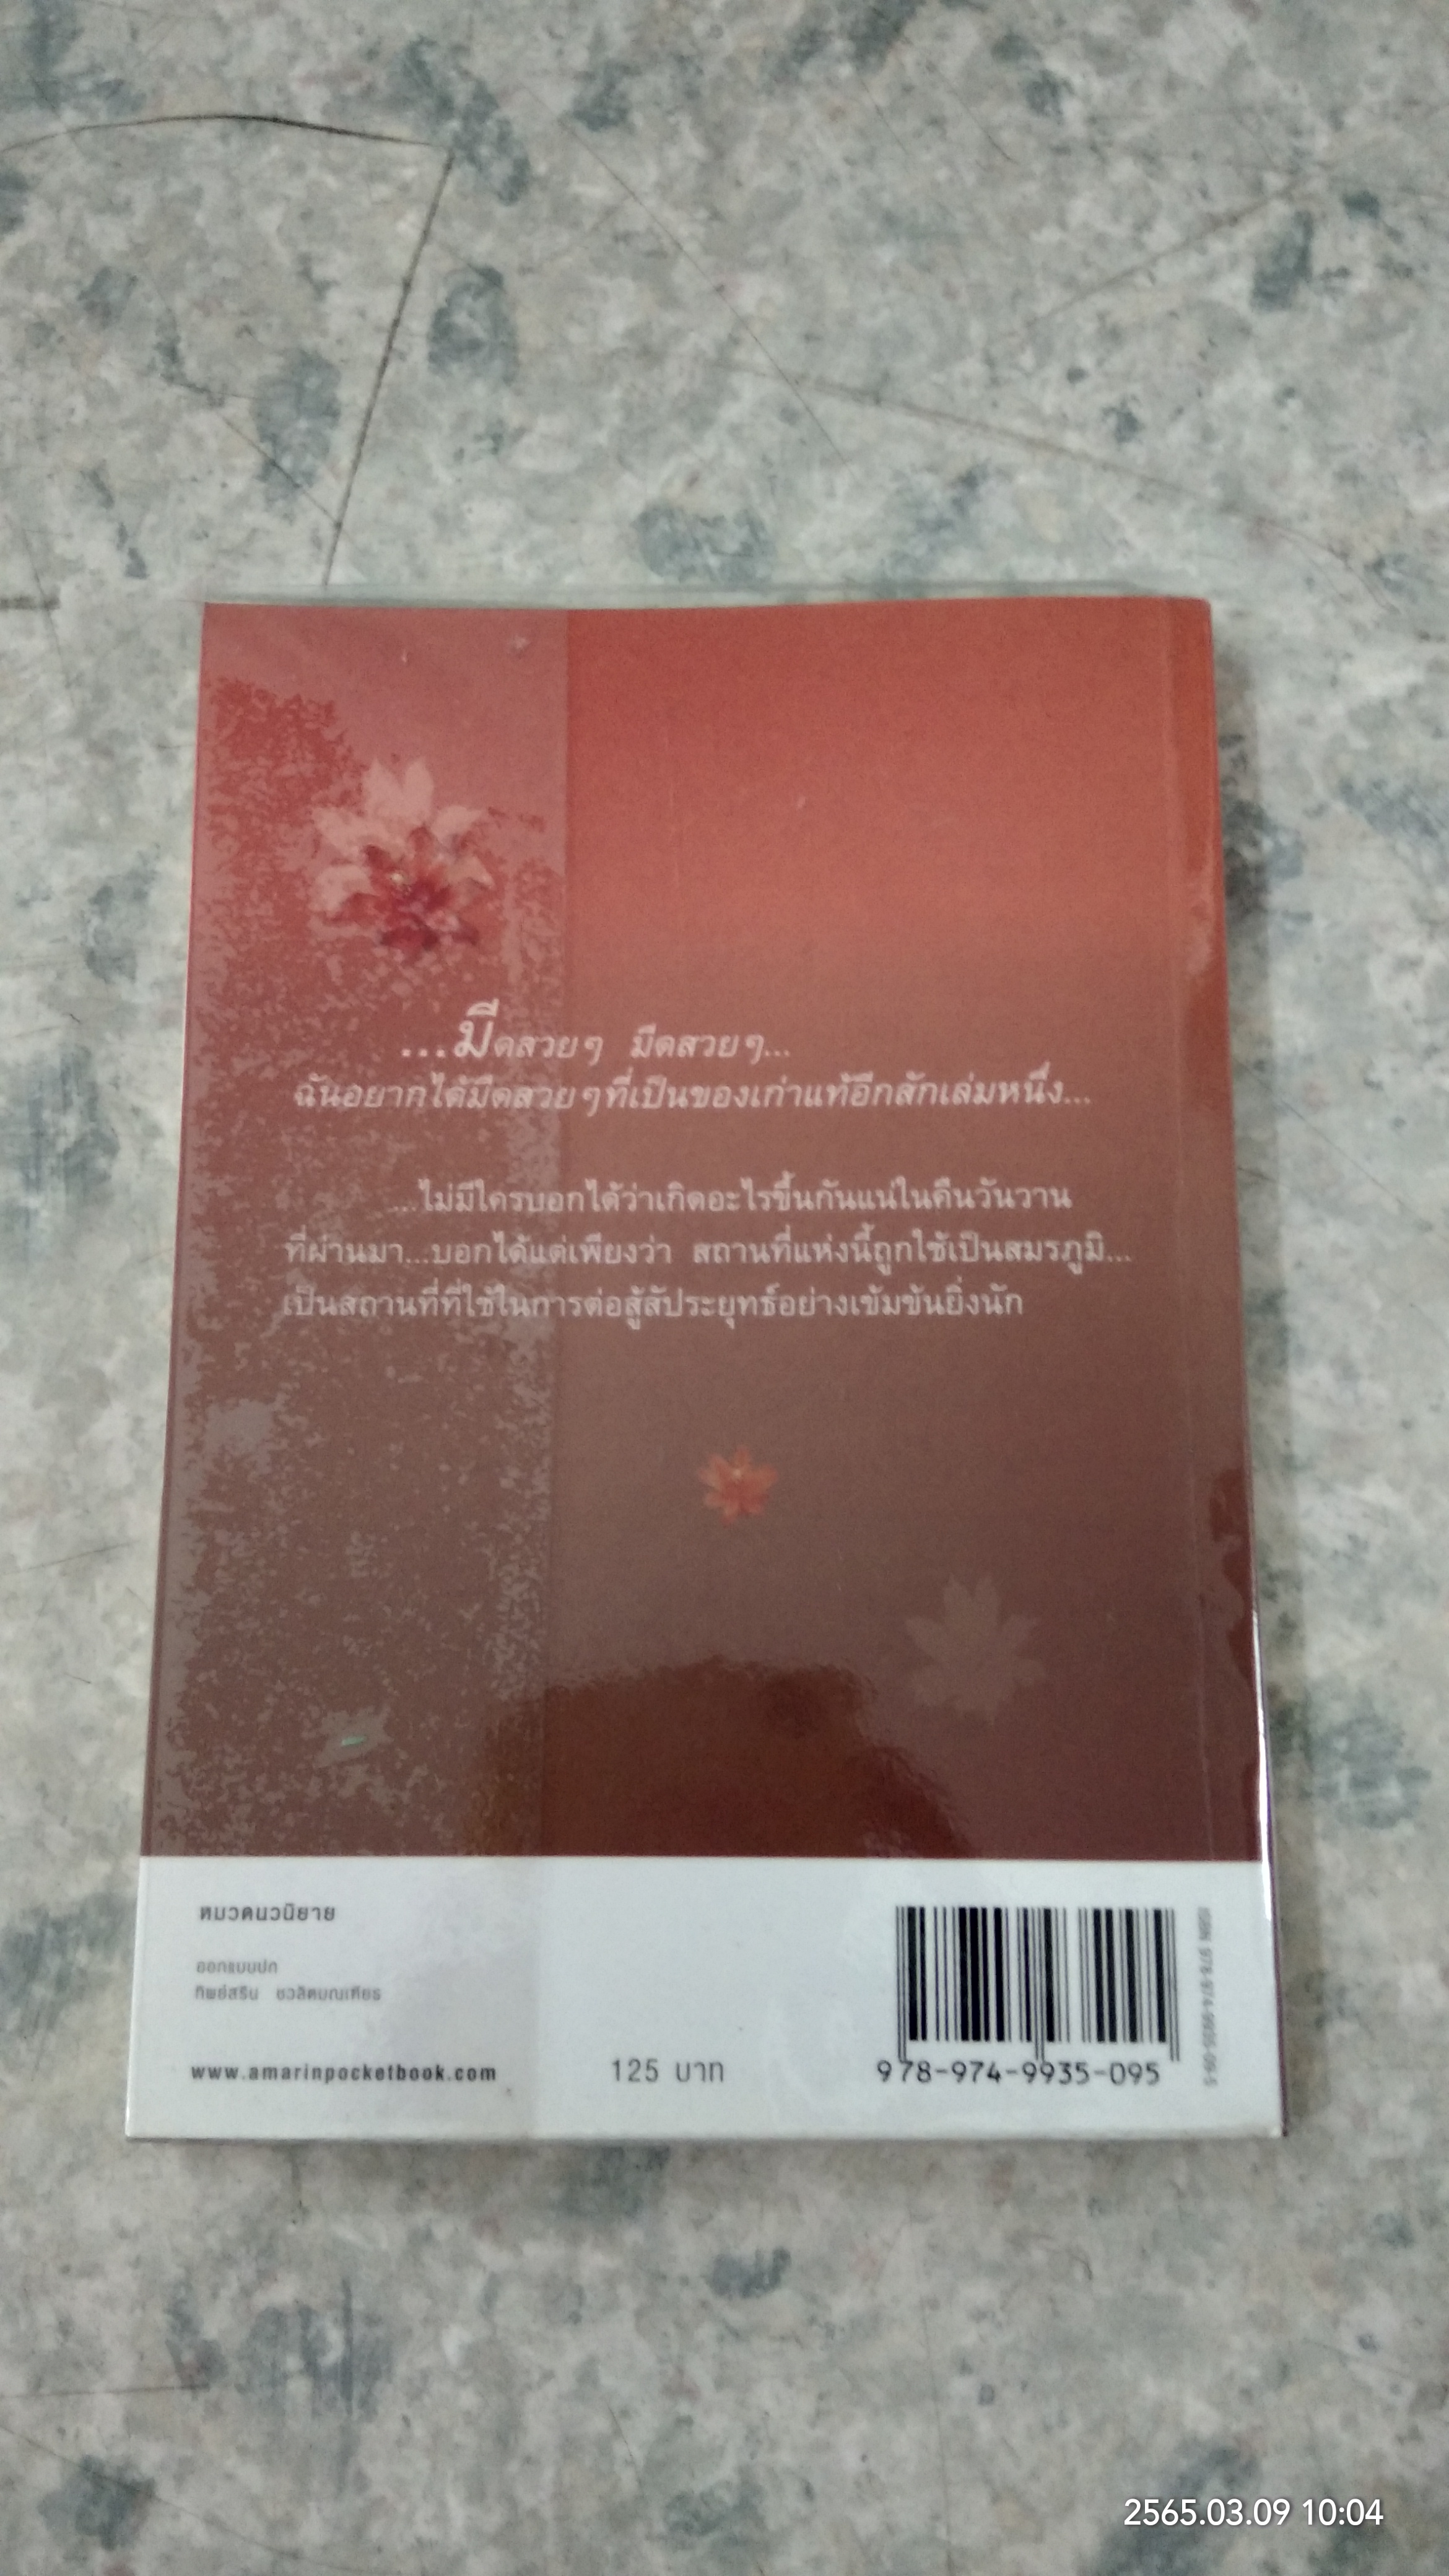 ...มีดสวยๆ มีดสวยๆ...
ฉันอยากได้มีดสวยๆที่เป็นของเก่าแท้อีกสักเล่มหนึ่ง...
...ไม่มีใครบอกได้ว่าเกิดอะไรขึ้นกันแน่ในคืนวันวาน
ที่ผ่านมา...บอกได้แต่เพียงว่า สถานที่แห่งนี้ถูกใช้เป็นสมรภูมิ...
เป็นสถานที่ที่ใช้ในการต่อสู้สัประยุทธ์อย่างเข้มข้นยิ่งนัก
หมวดนวนิยาย
ออกแบบปก
ทิพย์สริน ชวลิตมณเฑียร
www.amarinpocketbook.com
125 บาท
978-974-9935-095
ISBN 978-974-9935-09-5
2565.03.09 10:04